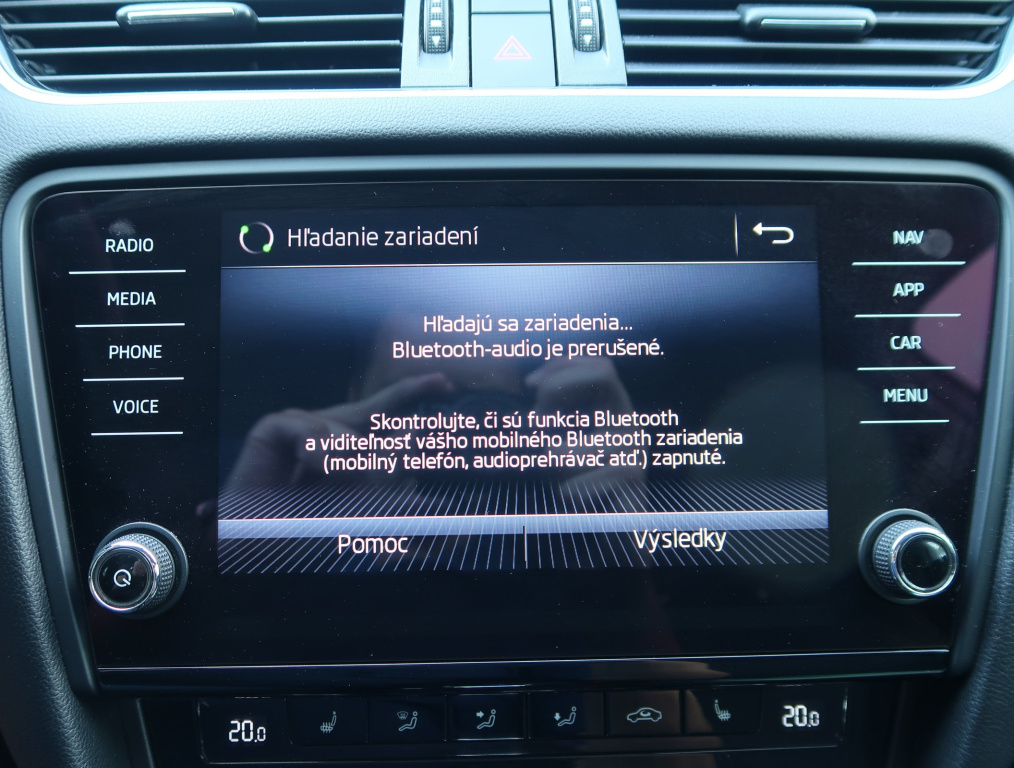 Hľadanie zariadení
RADIO
MEDIA
PHONE
VOICE
NAV
APP
CAR
MENU
Hľadajú sa zariadenia...
Bluetooth-audio je prerušené.
Skontrolujte, či sú funkcia Bluetooth
a viditeľnosť vášho mobilného Bluetooth zariadenia
(mobilný telefón, audioprehrávač atď.) zapnuté.
Pomoc
Výsledky
20.0
20.0